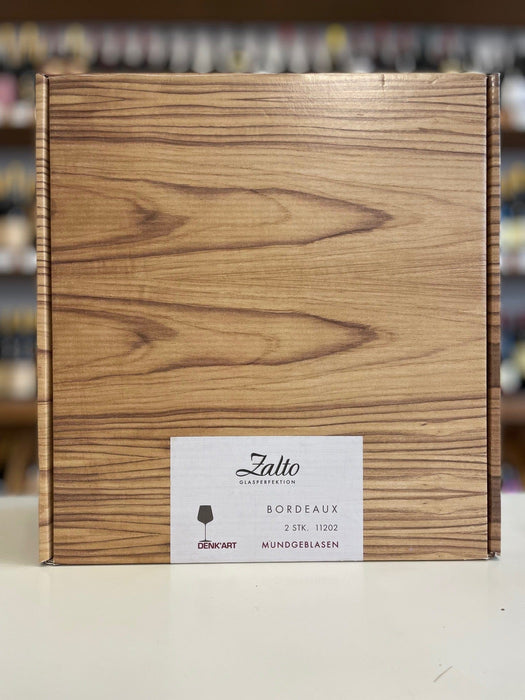 Zalto
GLASPERFEKTION
BORDEAUX
2 STK. 11202
DENK'ART
MUNDGEBLASEN